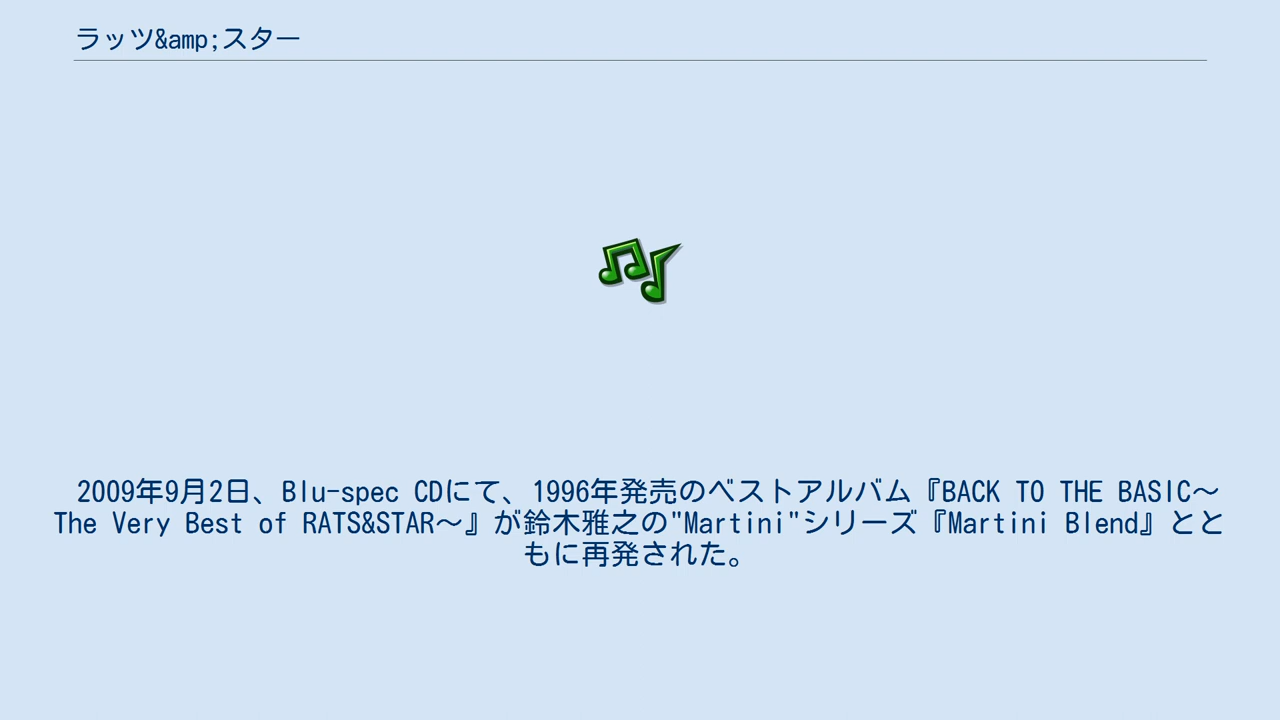 ラッツ&amp;スター
2009年9月2日、Blu-spec CDにて、1996年発売のベストアルバム『BACK TO THE BASIC〜
The Very Best of RATS&STAR〜』が鈴木雅之の"Martini"シリーズ『Martini Blend』とと
もに再発された。